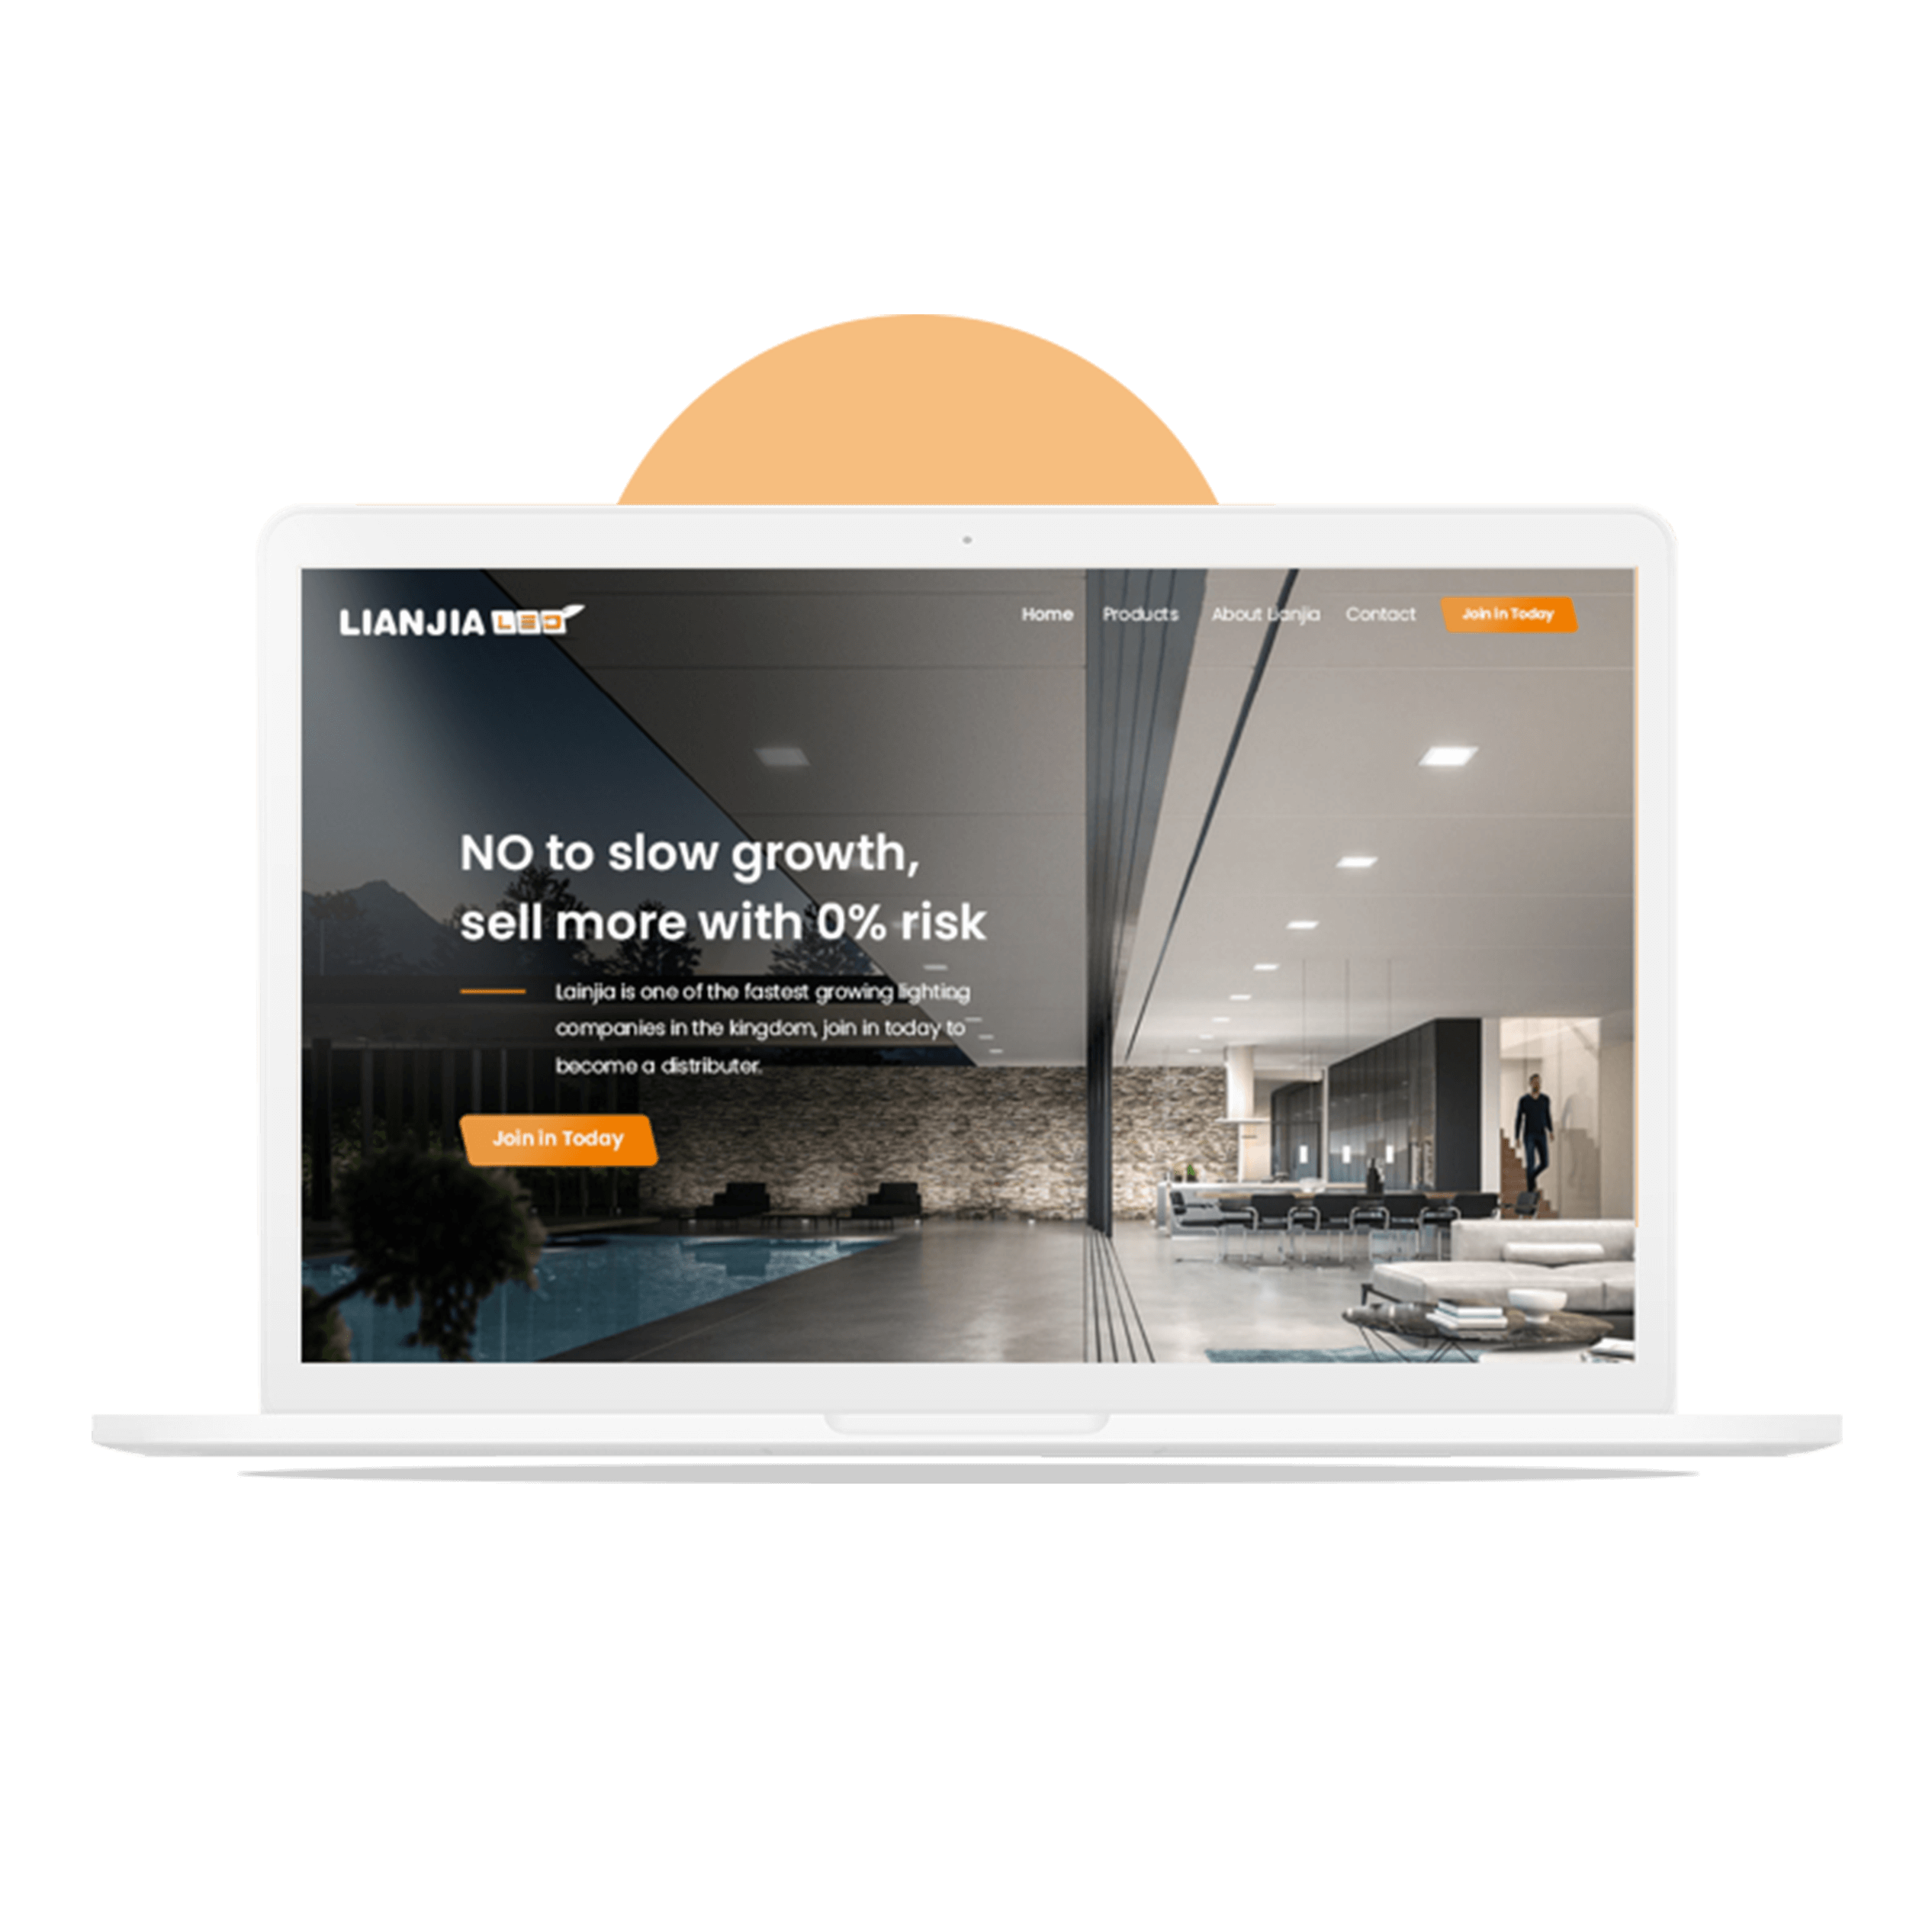 LIANJIA LED
Home Products About Lianjia Contact Join in Today
NO to slow growth,
sell more with 0% risk
Lainjia is one of the fastest growing lighting
companies in the kingdom, join in today to
become a distributer.
Join in Today